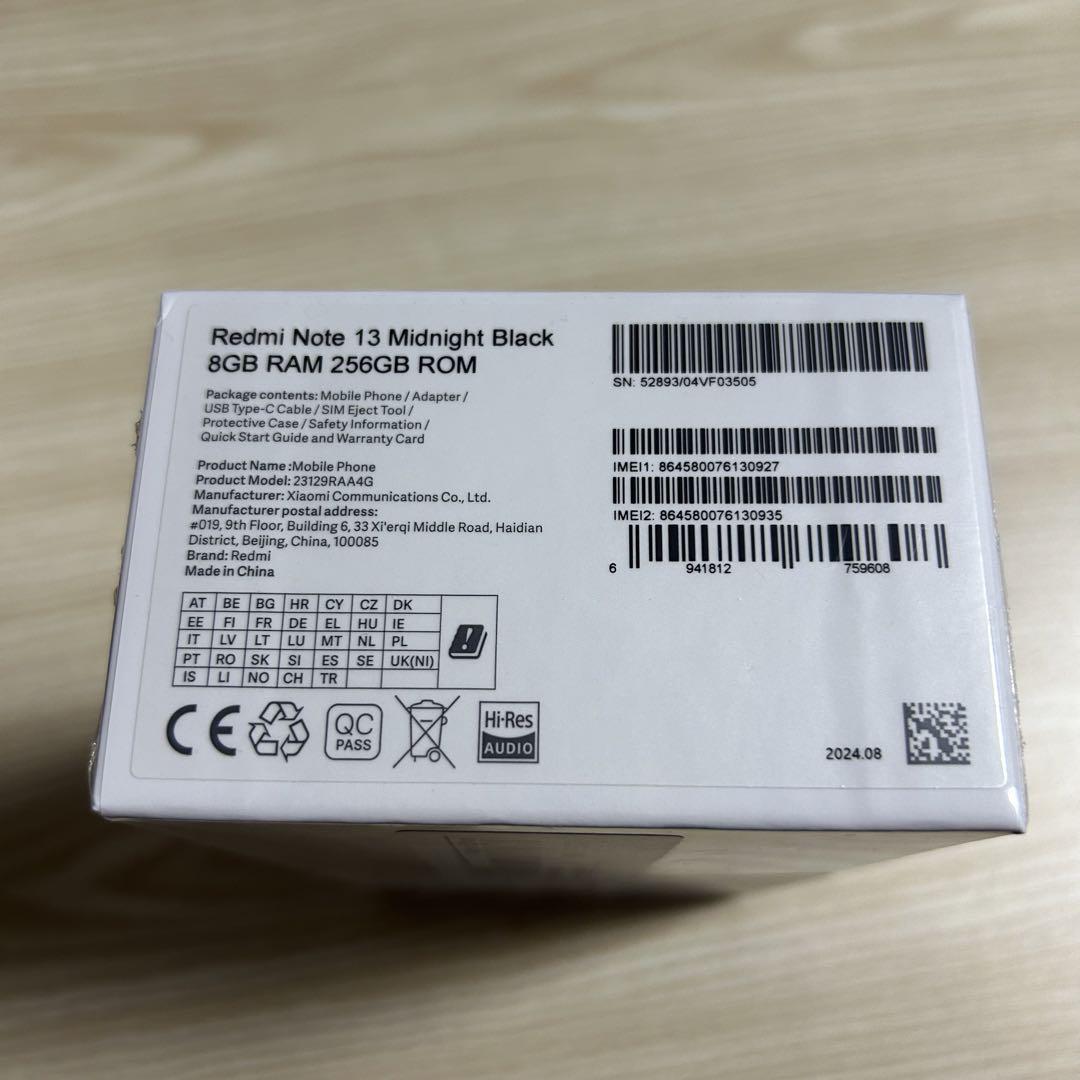 Redmi Note 13 Midnight Black
8GB RAM 256GB ROM
Package contents: Mobile Phone / Adapter /
USB Type-C Cable / SIM Eject Tool /
Protective Case / Safety Information /
Quick Start Guide and Warranty Card
Product Name :Mobile Phone
Product Model: 23129RAA4G
Manufacturer: Xiaomi Communications Co., Ltd.
Manufacturer postal address:
#019, 9th Floor, Building 6, 33 Xi'erqi Middle Road, Haidian
District, Beijing, China, 100085
Brand: Redmi
Made in China
AT BE BG HR CY CZ DK
EE FI FR DE EL HU IE
IT LV LT LU MT NL PL
PT RO SK SI ES SE UK(NI)
IS LI NO CH TR
CE
QC
PASS
Hi-Res
AUDIO
SN: 52893/04VF03505
IMEI1: 864580076130927
IMEI2: 864580076130935
6 941812 759608
2024.08